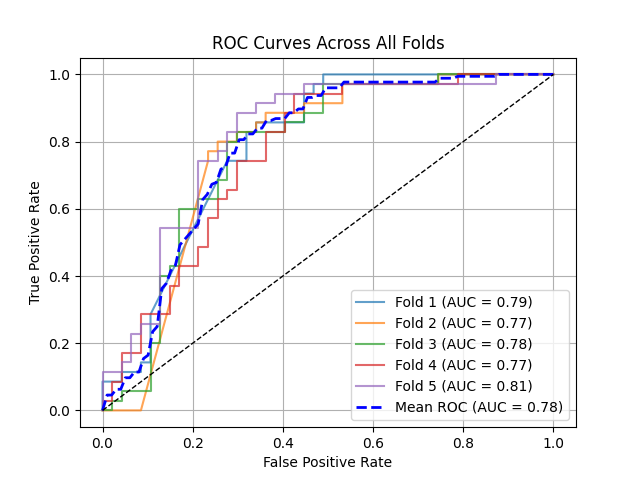 ROC Curves Across All Folds
True Positive Rate
1.0
0.8
0.6
0.4
0.2
0.0
Fold 1 (AUC = 0.79)
Fold 2 (AUC = 0.77)
Fold 3 (AUC = 0.78)
Fold 4 (AUC = 0.77)
Fold 5 (AUC = 0.81)
Mean ROC (AUC = 0.78)
0.0 0.2 0.4 0.6 0.8 1.0
False Positive Rate